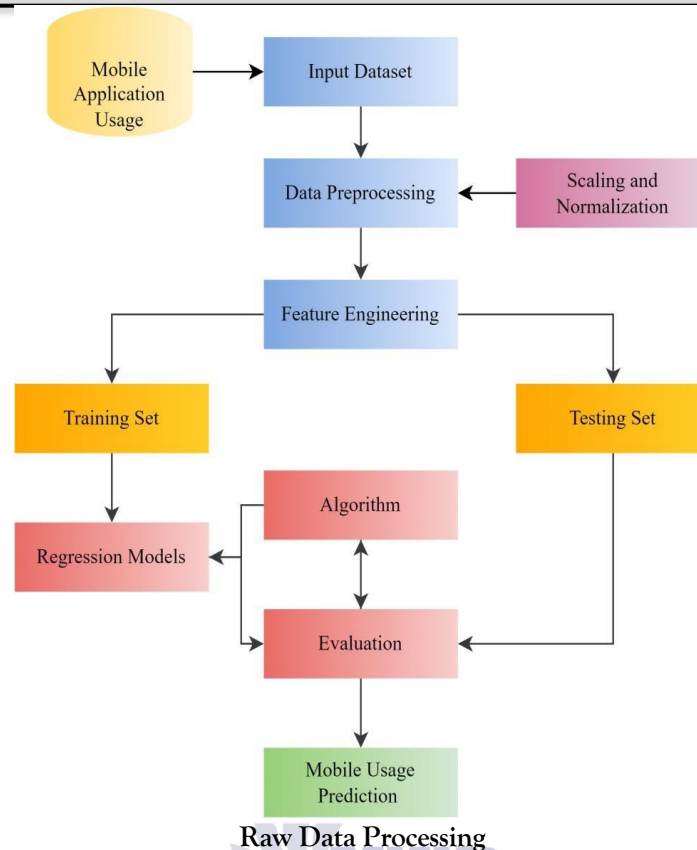 Mobile
Application
Usage
Input Dataset
Data Preprocessing
Scaling and
Normalization
Feature Engineering
Training Set
Testing Set
Algorithm
Regression Models
Evaluation
Mobile Usage
Prediction
Raw Data Processing